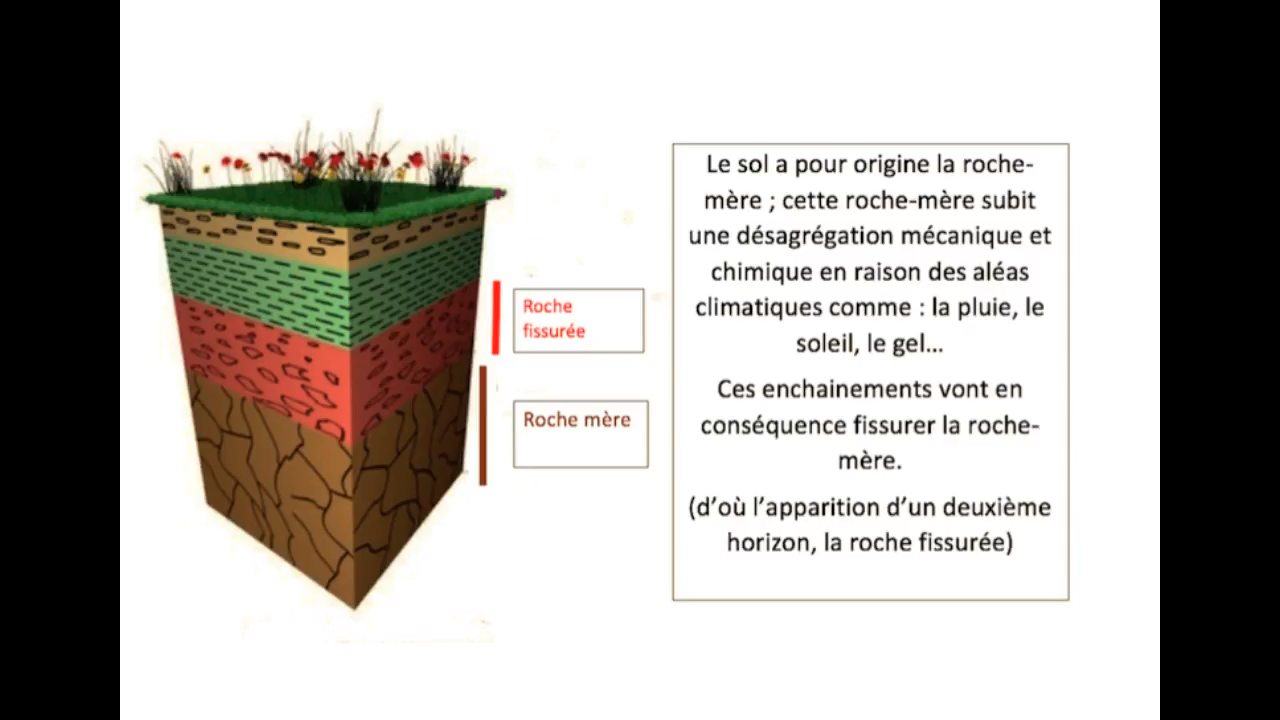 Roche
fissurée
Roche mère
Le sol a pour origine la roche-
mère ; cette roche-mère subit
une désagrégation mécanique et
chimique en raison des aléas
climatiques comme : la pluie, le
soleil, le gel…
Ces enchainements vont en
conséquence fissurer la roche-
mère.
(d’où l’apparition d’un deuxième
horizon, la roche fissurée)